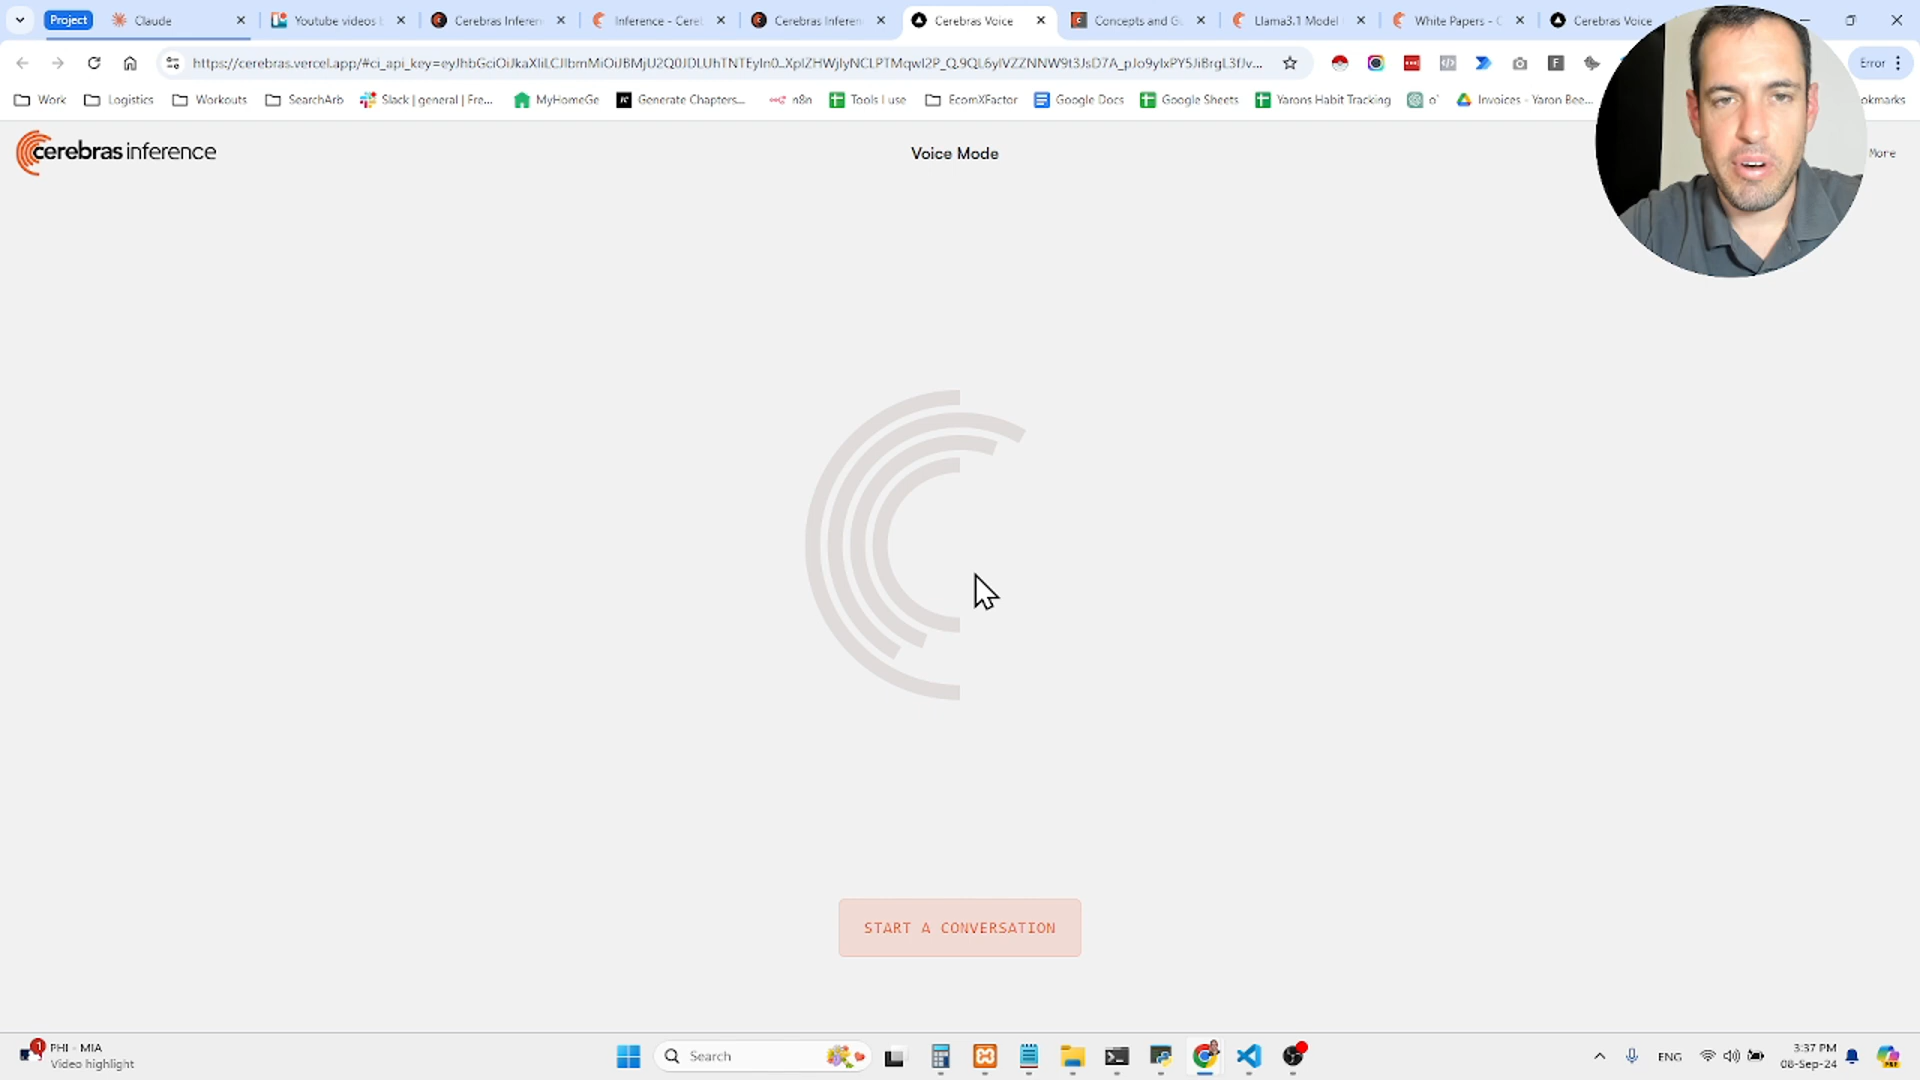 Project
Claude
Youtube videos
Cerebras Inferen
Inference - Cereb
Cerebras Inferen
Cerebras Voice
Concepts and G
Llama3.1 Model
White Papers - C
Cerebras Voice
Error
Work
Logistics
Workouts
SearchArb
Slack | general | Fre...
MyHomeGe
Generate Chapters...
n8n
Tools I use
EcomXFactor
Google Docs
Google Sheets
Yarons Habit Tracking
Invoices - Yaron Bee...
okmarks
cerebras inference
Voice Mode
More
START A CONVERSATION
PHI - MIA
Video highlight
Search
ENG
3:37 PM
08-Sep-24